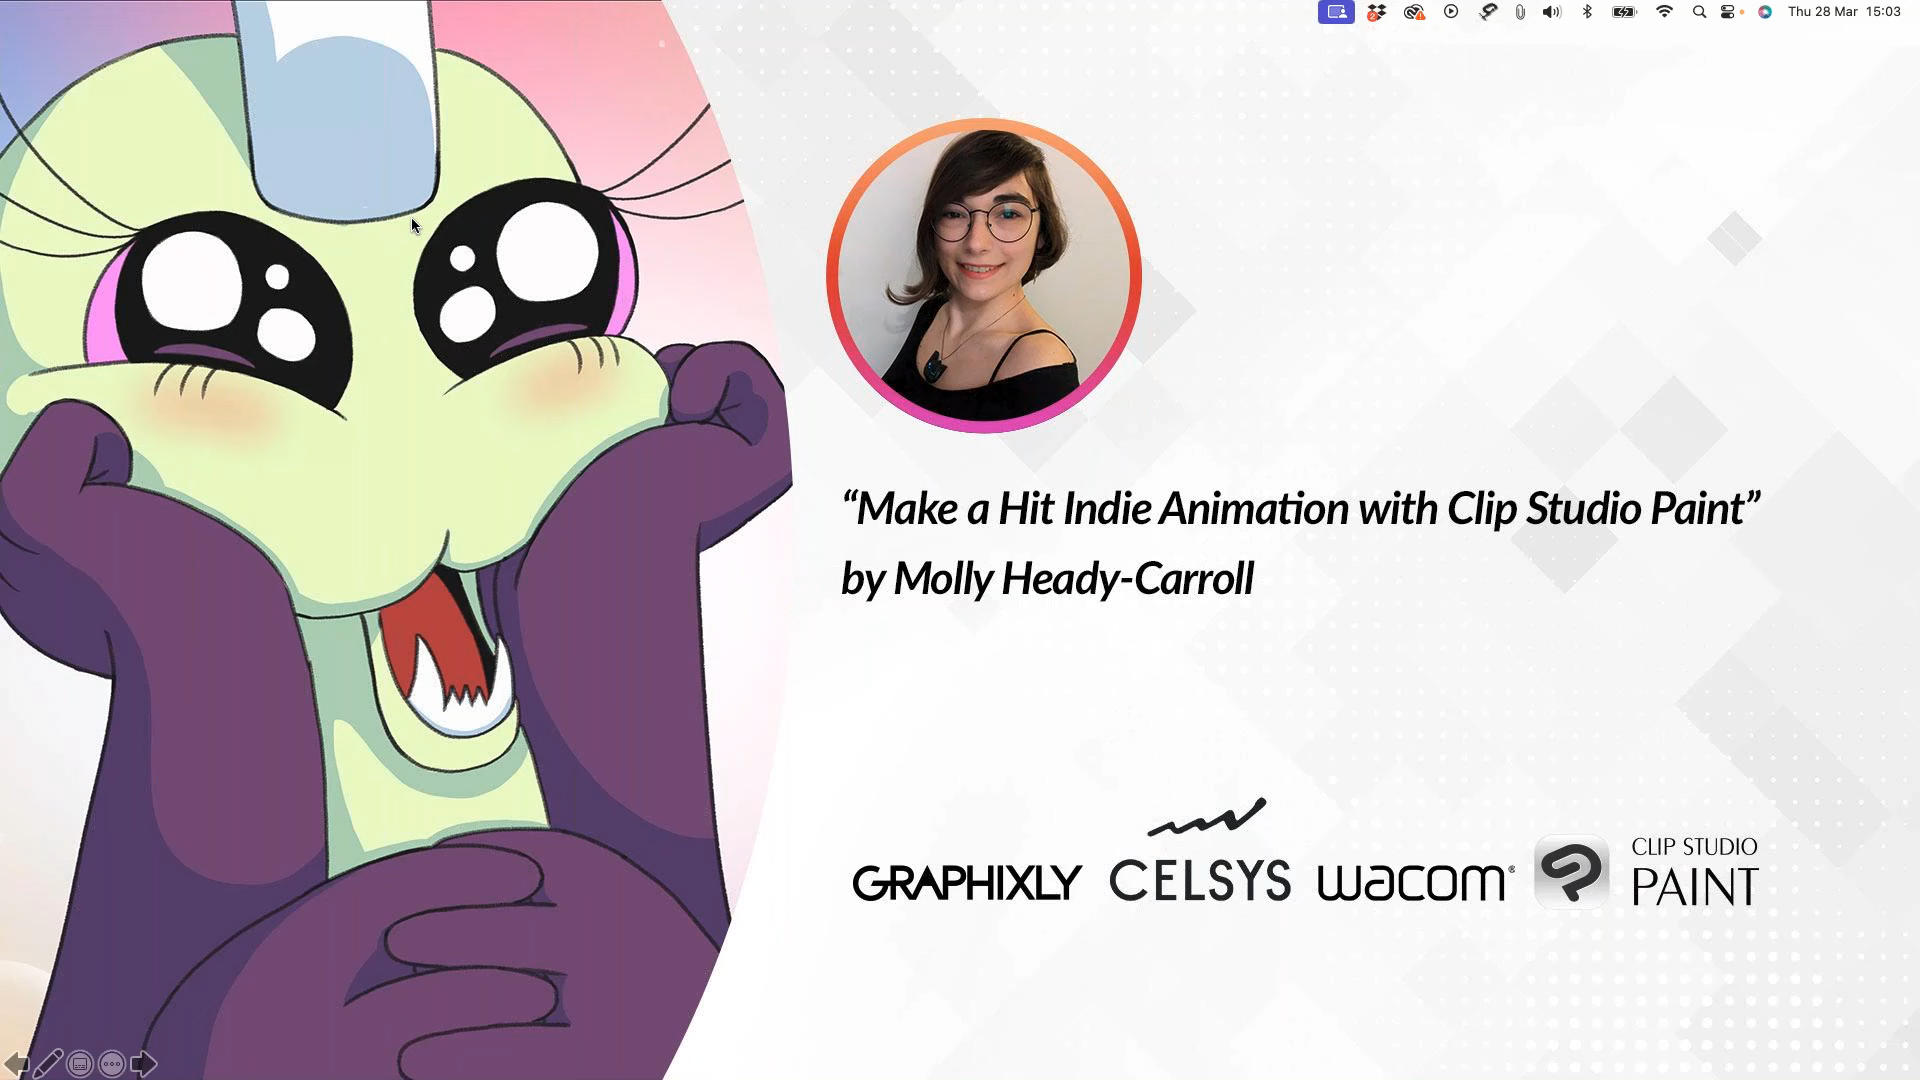 Thu 28 Mar 15:03
“Make a Hit Indie Animation with Clip Studio Paint”
by Molly Heady-Carroll
GRAPHIXLY
CELSYS
wacom®
CLIP STUDIO
PAINT